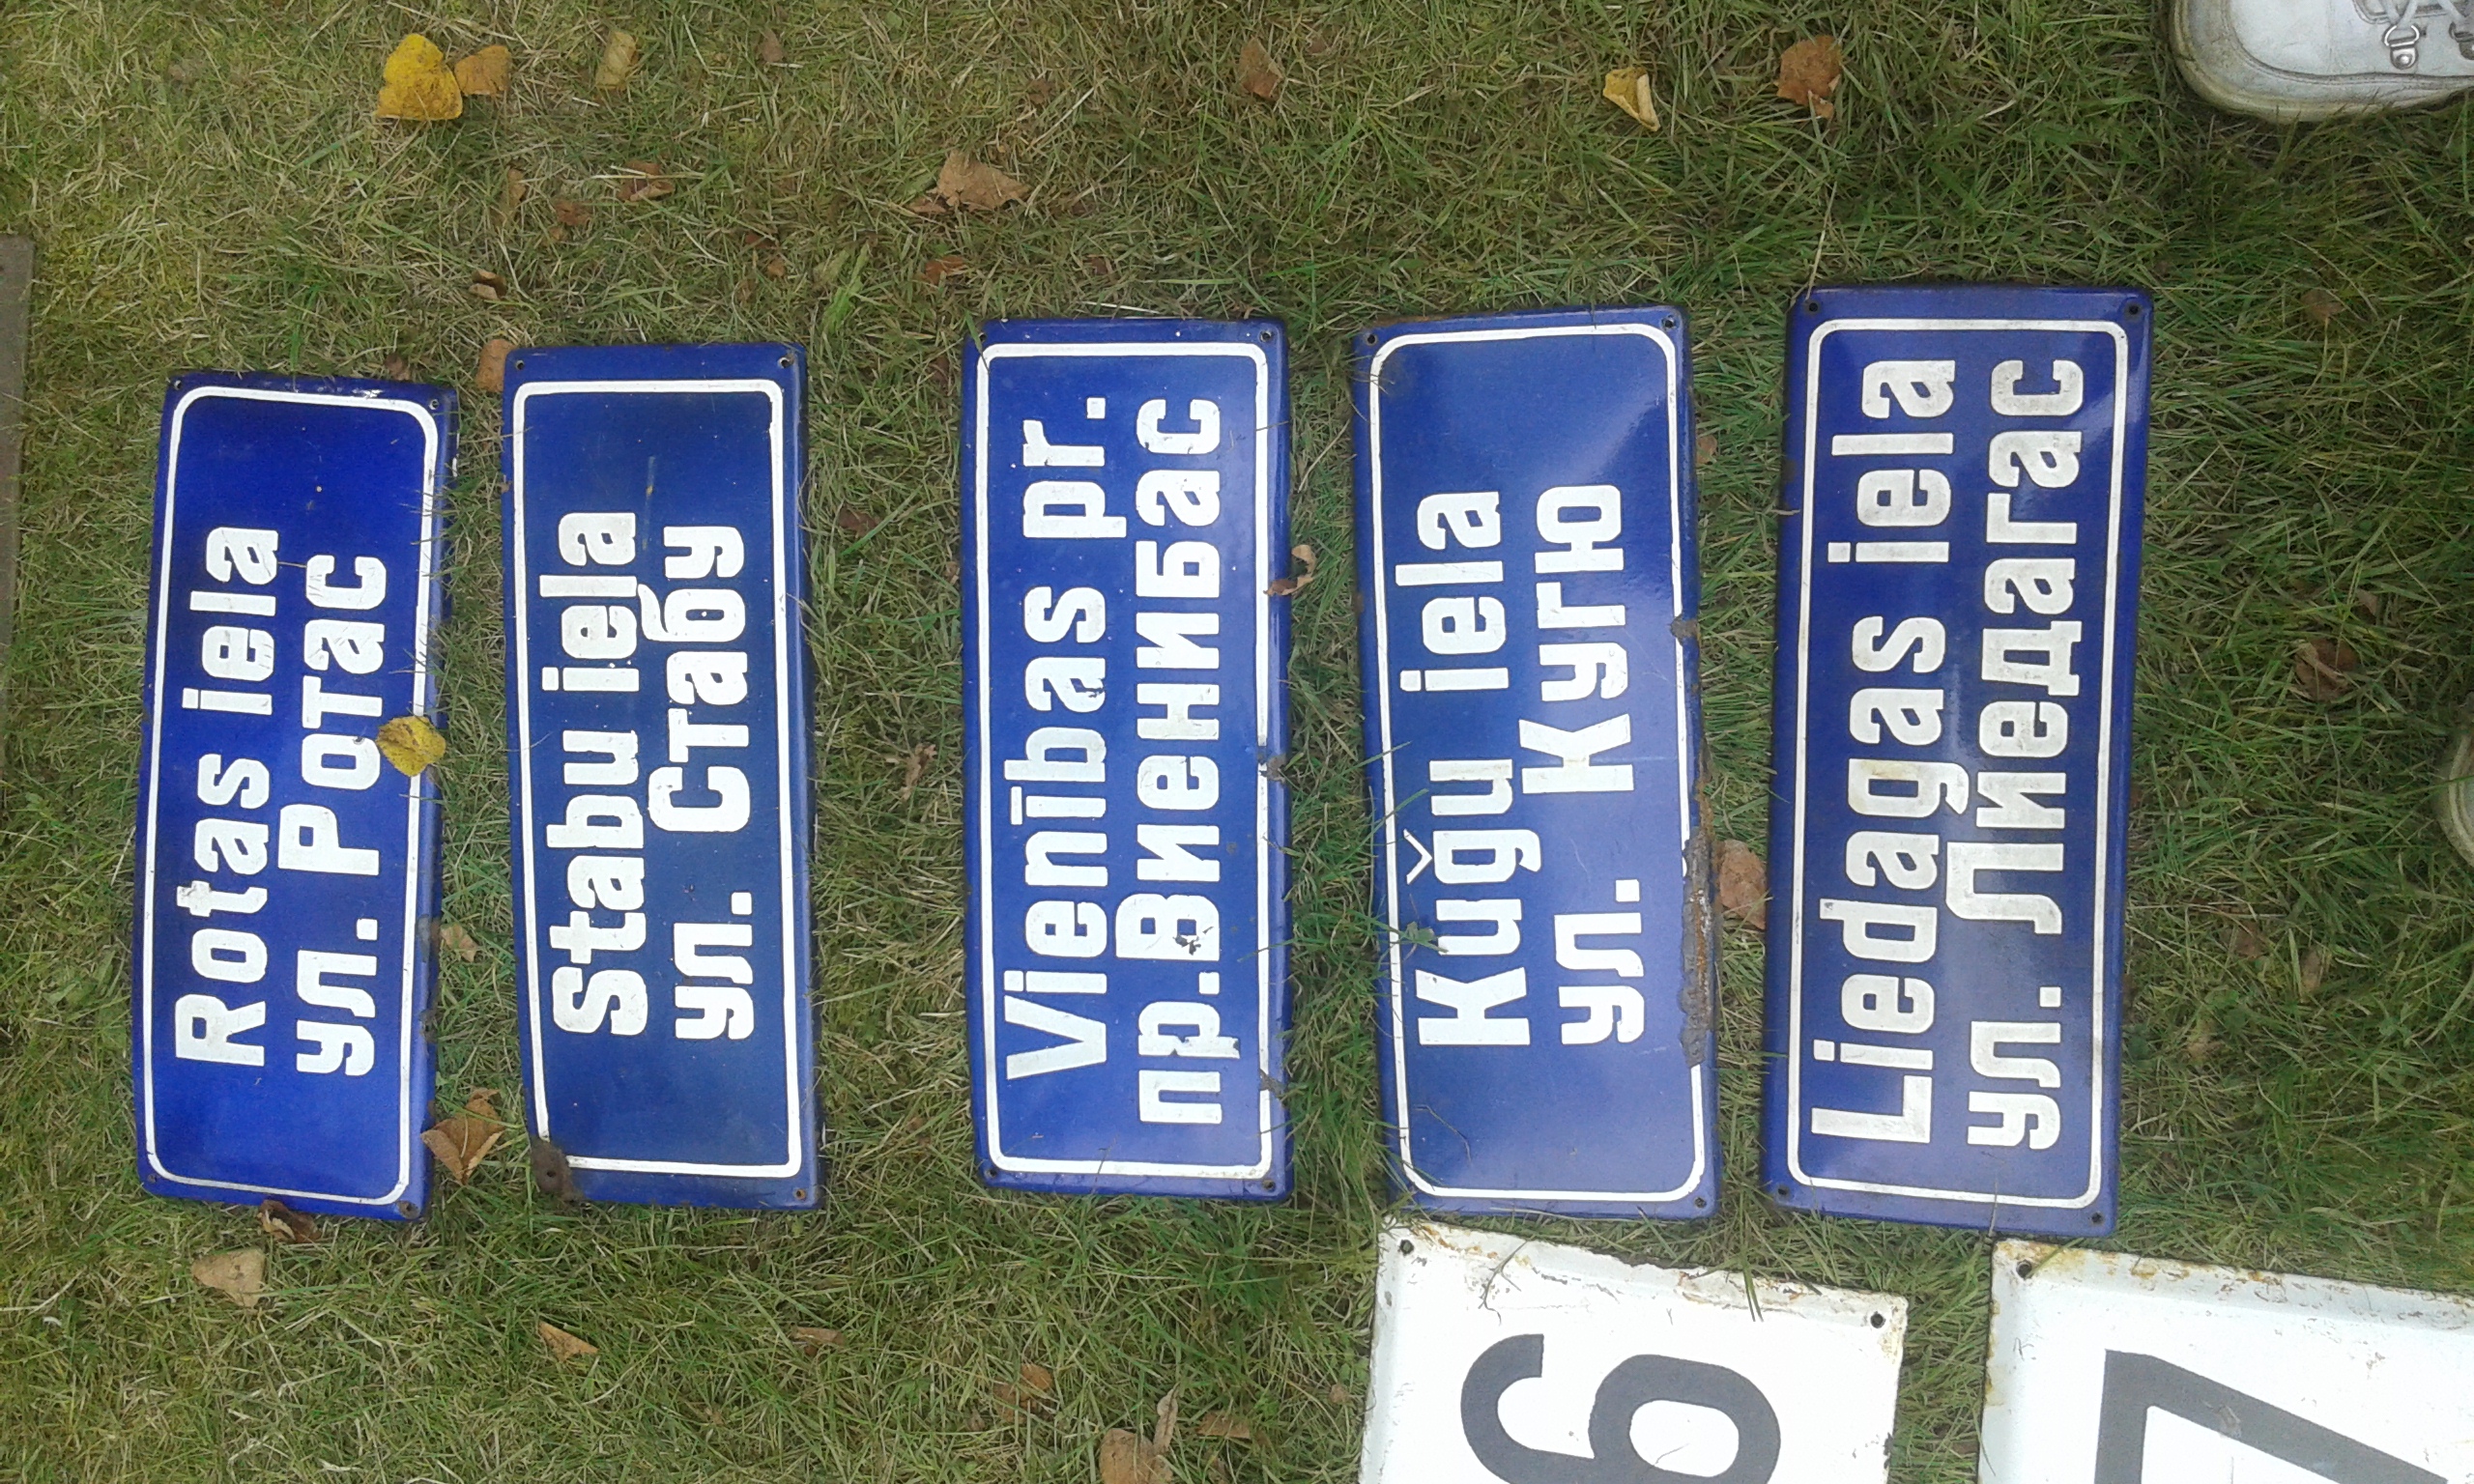 Rotas iela
ул. Ротас
Stabu iela
ул. Стабу
Vienības pr.
пр.Виенибас
Kuǧu iela
ул. Кугю
Liedagas iela
ул. Лиедагас
6
7